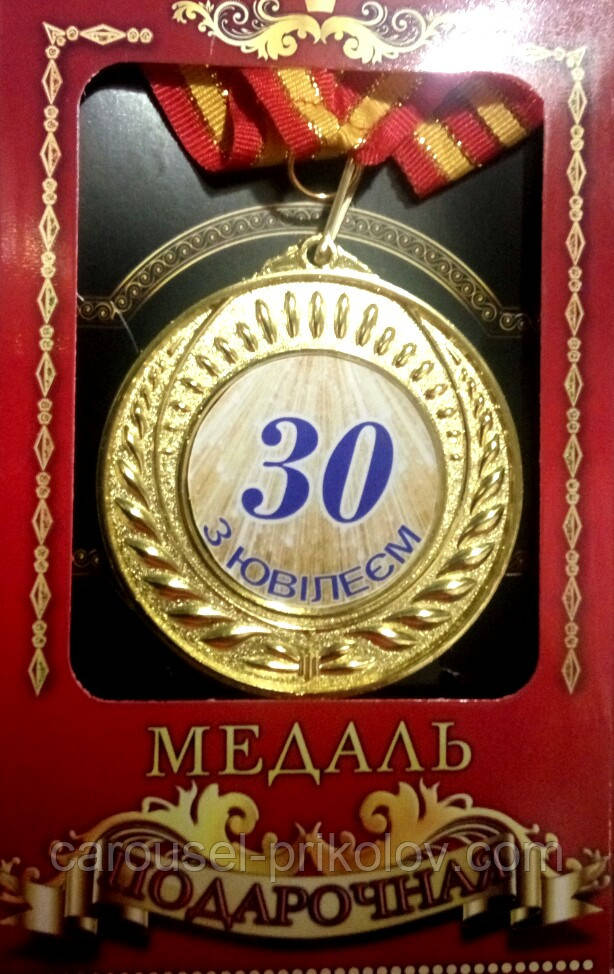 30
З ЮВІЛЕЄМ
МЕДАЛЬ
carousel-prikolov.com
ПОДАРОЧНАЯ